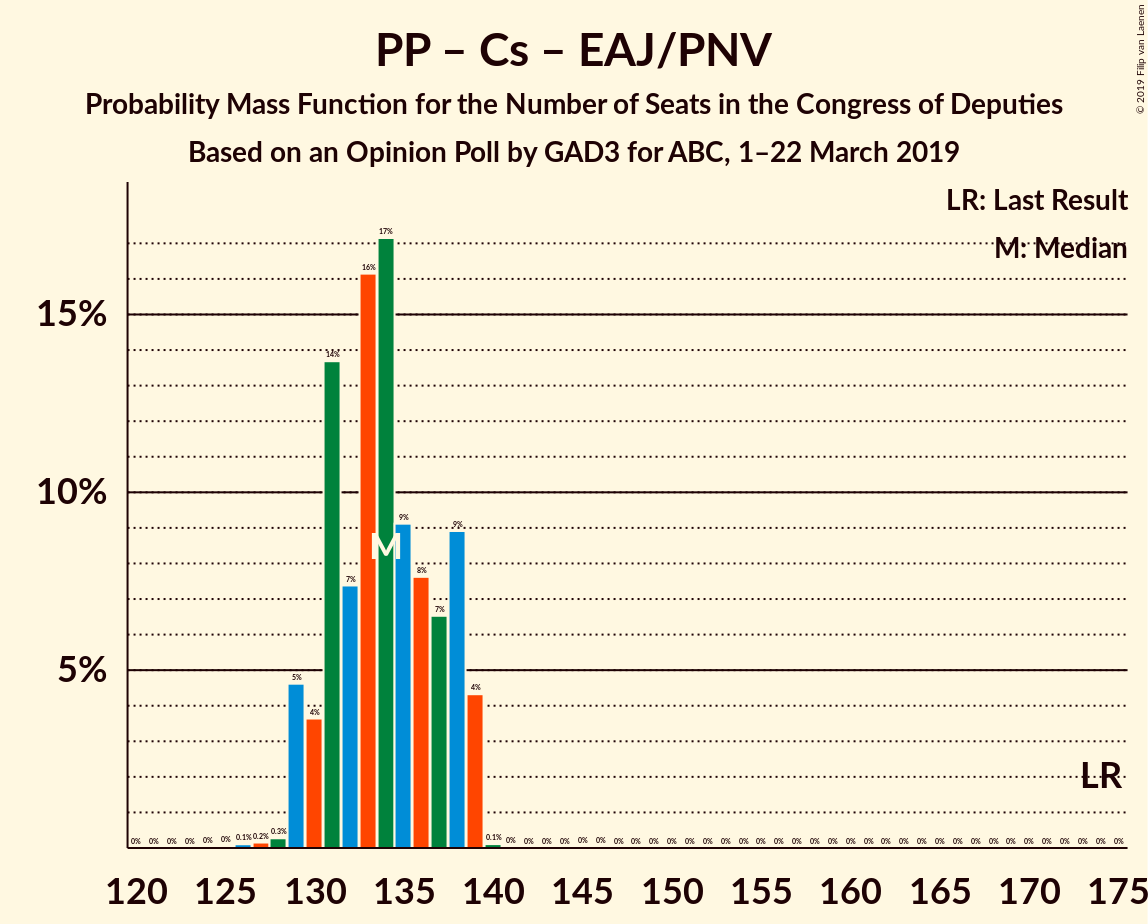 PP – Cs – EAJ/PNV
Probability Mass Function for the Number of Seats in the Congress of Deputies
Based on an Opinion Poll by GAD3 for ABC, 1–22 March 2019
© 2019 Filip van Laenen
LR: Last Result
M: Median
15%
10%
5%
0% 0% 0% 0% 0% 0% 0.1% 0.2% 0.3% 5% 4% 14% 7% 16% 17% 9% 8% 7% 9% 4% 0.1% 0% 0% 0% 0% 0% 0% 0% 0% 0% 0% 0% 0% 0% 0% 0% 0% 0% 0% 0% 0% 0% 0% 0% 0% 0% 0% 0% 0% 0% 0% 0% 0% 0% 0% 0%
M
LR
120 125 130 135 140 145 150 155 160 165 170 175